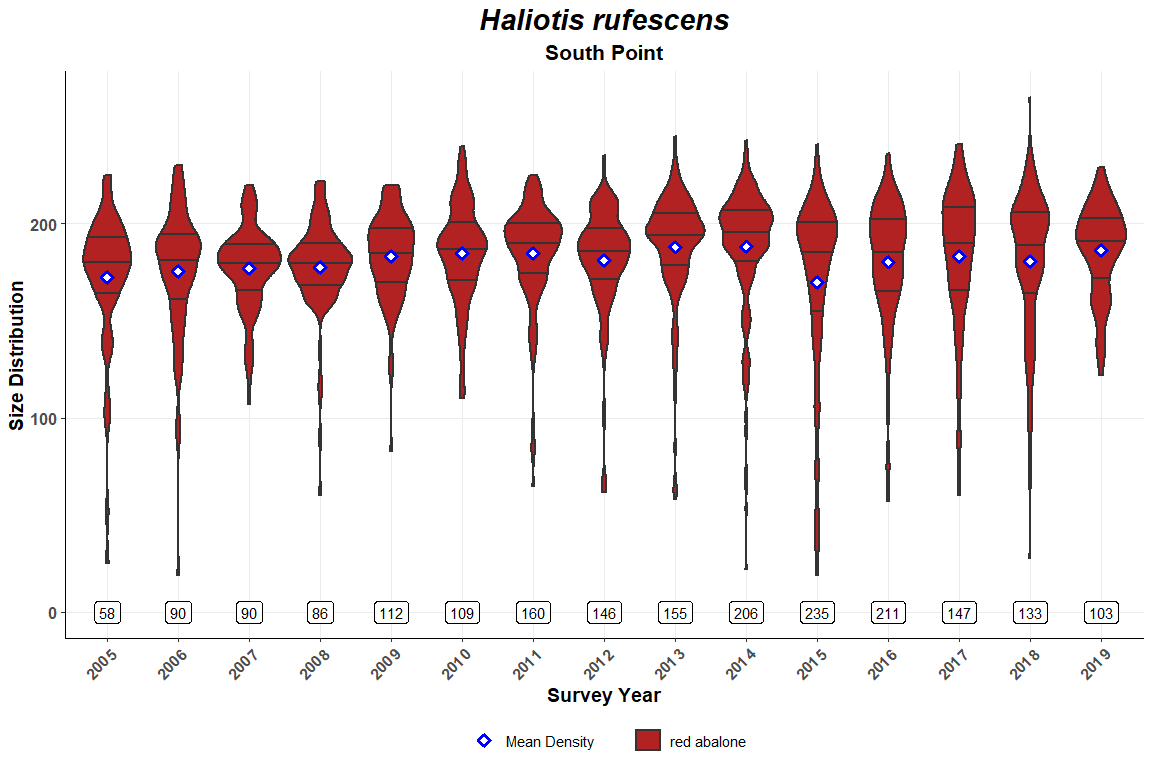 Haliotis rufescens
South Point
Size Distribution
200
100
0
58 90 90 86 112 109 160 146 155 206 235 211 147 133 103
2005 2006 2007 2008 2009 2010 2011 2012 2013 2014 2015 2016 2017 2018 2019
Survey Year
Mean Density red abalone